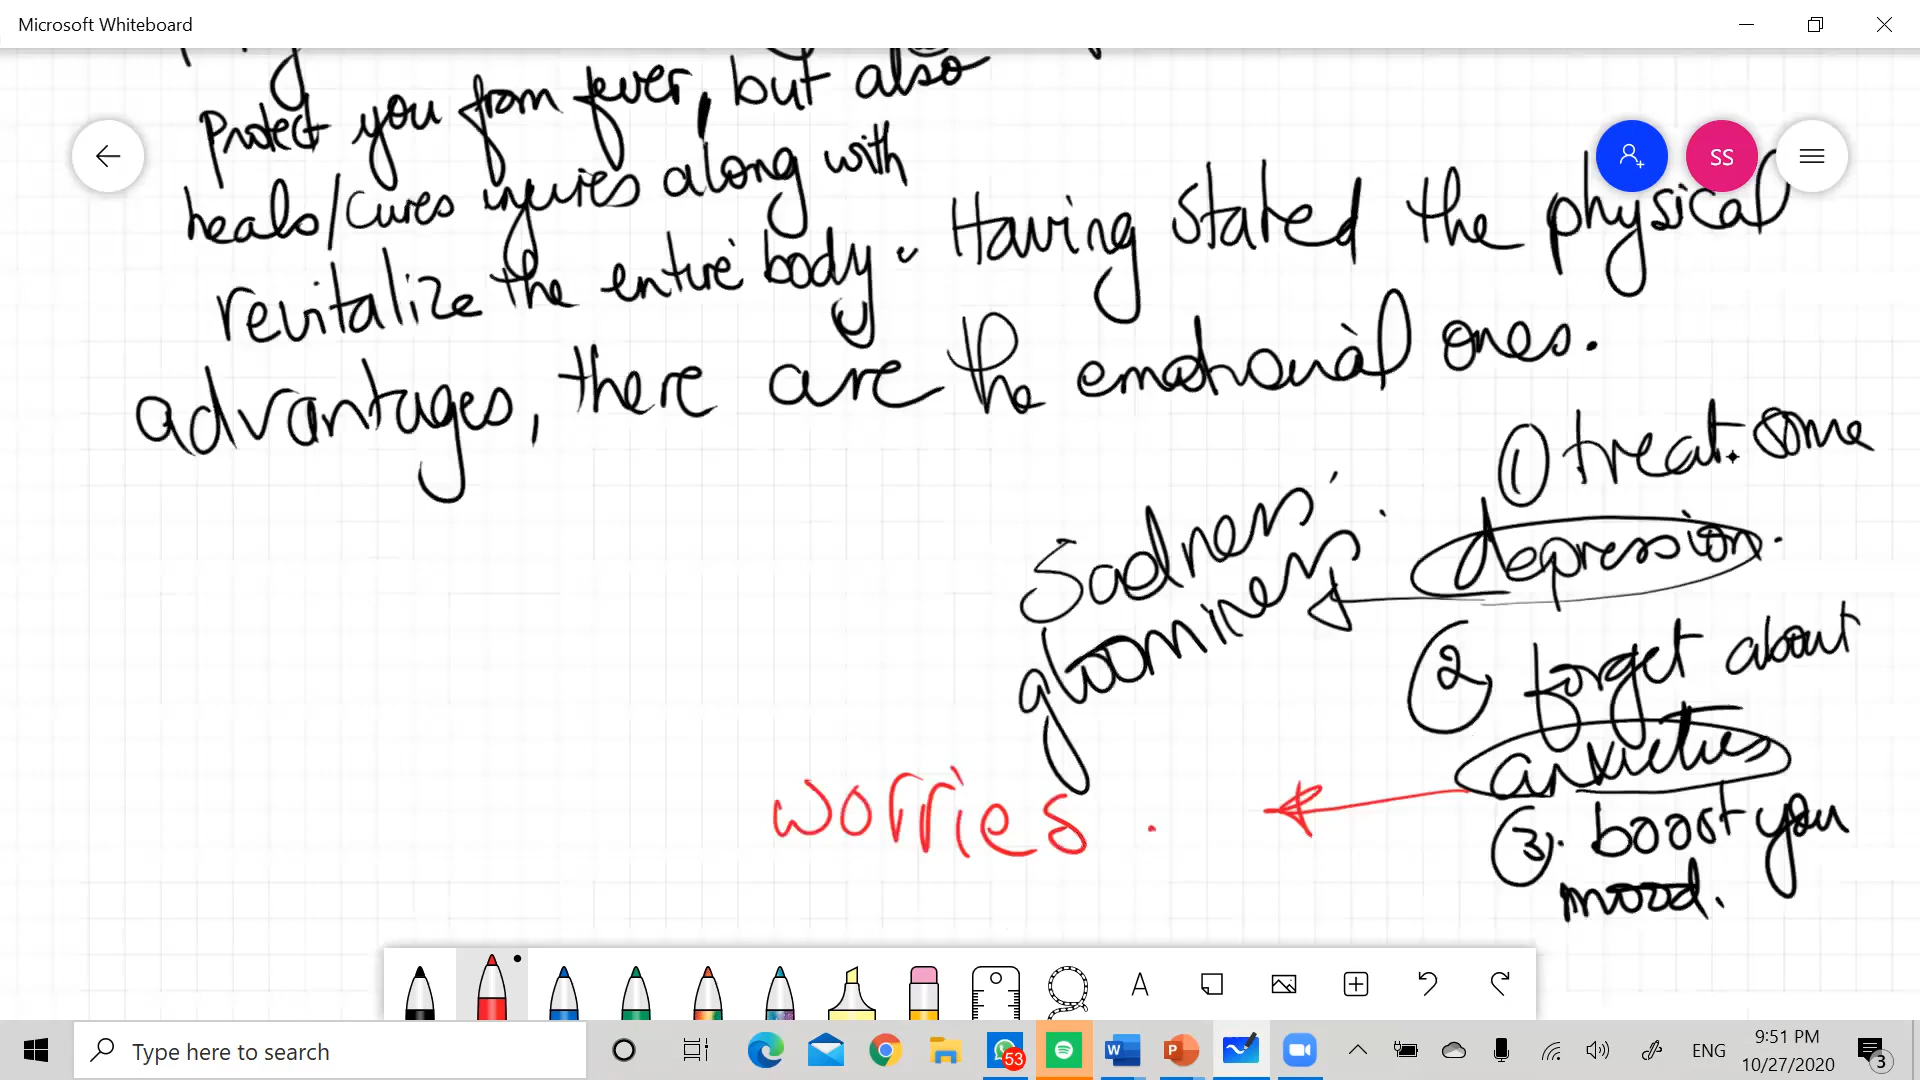 Microsoft Whiteboard
Protect you from fever, but also
heals/cures injuries along with
revitalize the entire body. Having stated the physical
advantages, there are the emotional ones.
① treat some
depression.
Sadness
gloominess
② forget about
anxieties
worries.
③ boost you
mood.
SS
A
Type here to search
53
ENG
9:51 PM
10/27/2020
3